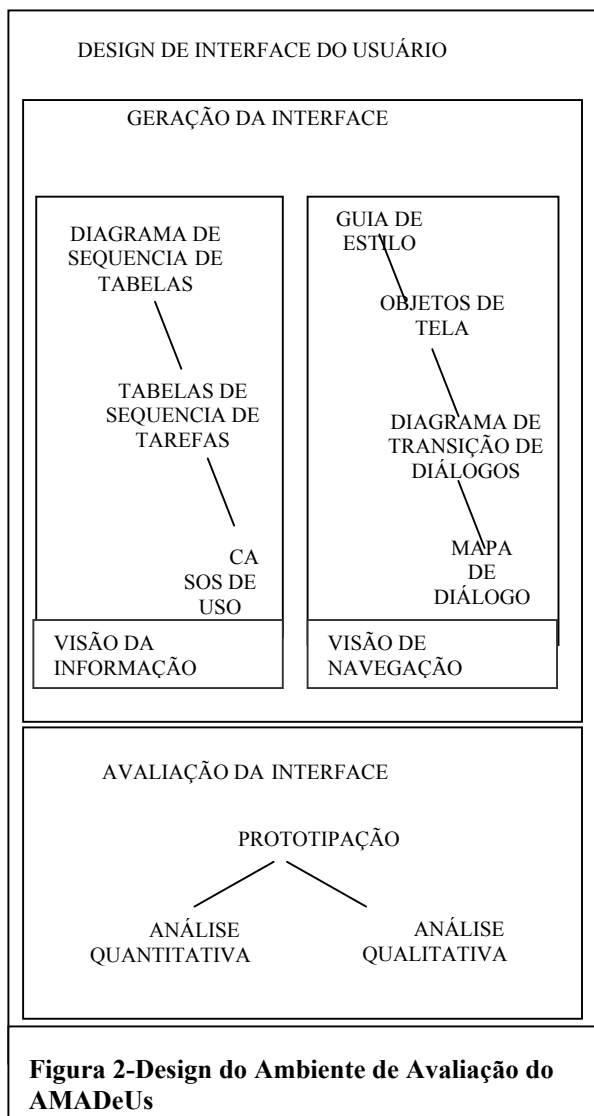 DESIGN DE INTERFACE DO USUÁRIO
GERAÇÃO DA INTERFACE
DIAGRAMA DE
SEQUENCIA DE
TABELAS
TABELAS DE
SEQUENCIA DE
TAREFAS
CA
SOS DE
USO
VISÃO DA
INFORMAÇÃO
GUIA DE
ESTILO
OBJETOS DE
TELA
DIAGRAMA DE
TRANSIÇÃO DE
DIÁLOGOS
MAPA
DE
DIÁLOGO
VISÃO DE
NAVEGAÇÃO
AVALIAÇÃO DA INTERFACE
PROTOTIPAÇÃO
ANÁLISE
QUANTITATIVA
ANÁLISE
QUALITATIVA
Figura 2-Design do Ambiente de Avaliação do
AMADeUs